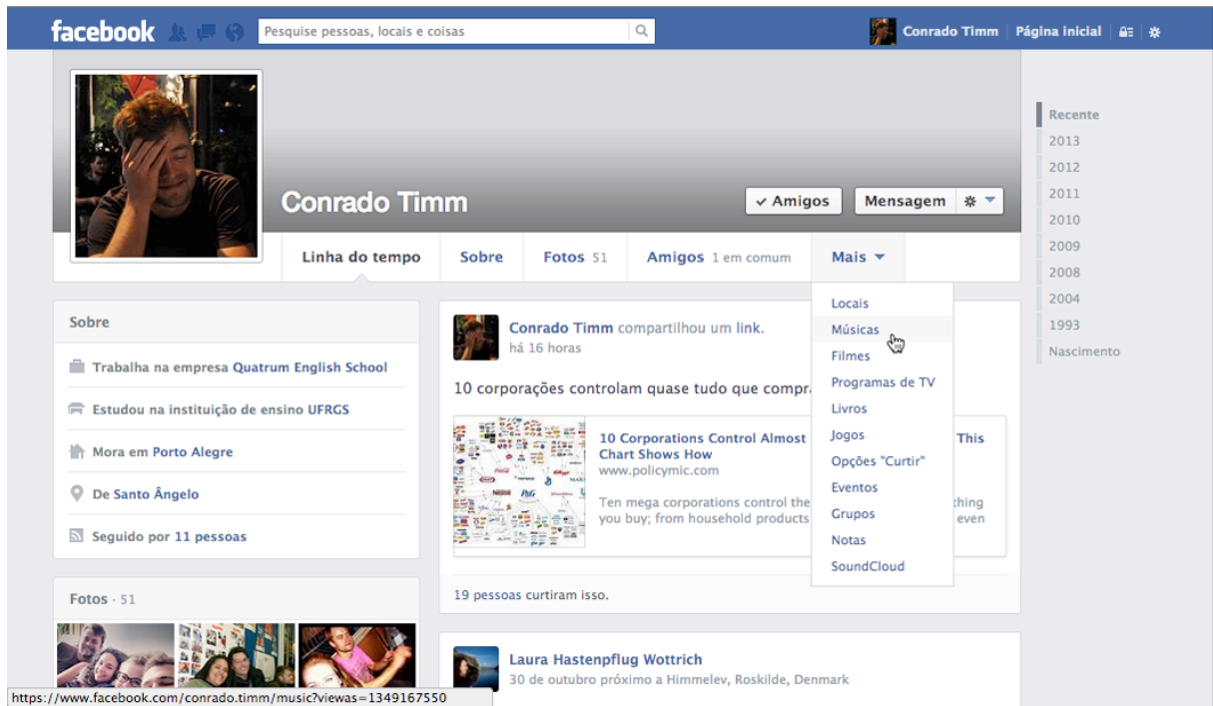 facebook
Pesquise pessoas, locais e coisas
Conrado Timm
Página inicial
Conrado Timm
✓ Amigos
Mensagem
Linha do tempo
Sobre
Fotos 51
Amigos 1 em comum
Mais
Locais
Músicas
Filmes
Programas de TV
Livros
Jogos
Opções "Curtir"
Eventos
Grupos
Notas
SoundCloud
Recente
2013
2012
2011
2010
2009
2008
2004
1993
Nascimento
Sobre
Trabalha na empresa Quatrum English School
Estudou na instituição de ensino UFRGS
Mora em Porto Alegre
De Santo Ângelo
Seguido por 11 pessoas
Fotos · 51
Conrado Timm compartilhou um link.
há 16 horas
10 corporações controlam quase tudo que
10 Corporations Control Almost This
Chart Shows How
www.policymic.com
Ten mega corporations control the
you buy; from household products even
Nestle
P&G
19 pessoas curtiram isso.
Laura Hastenpflug Wottrich
30 de outubro próximo a Himmelev, Roskilde, Denmark
https://www.facebook.com/conrado.timm/music?viewas=1349167550